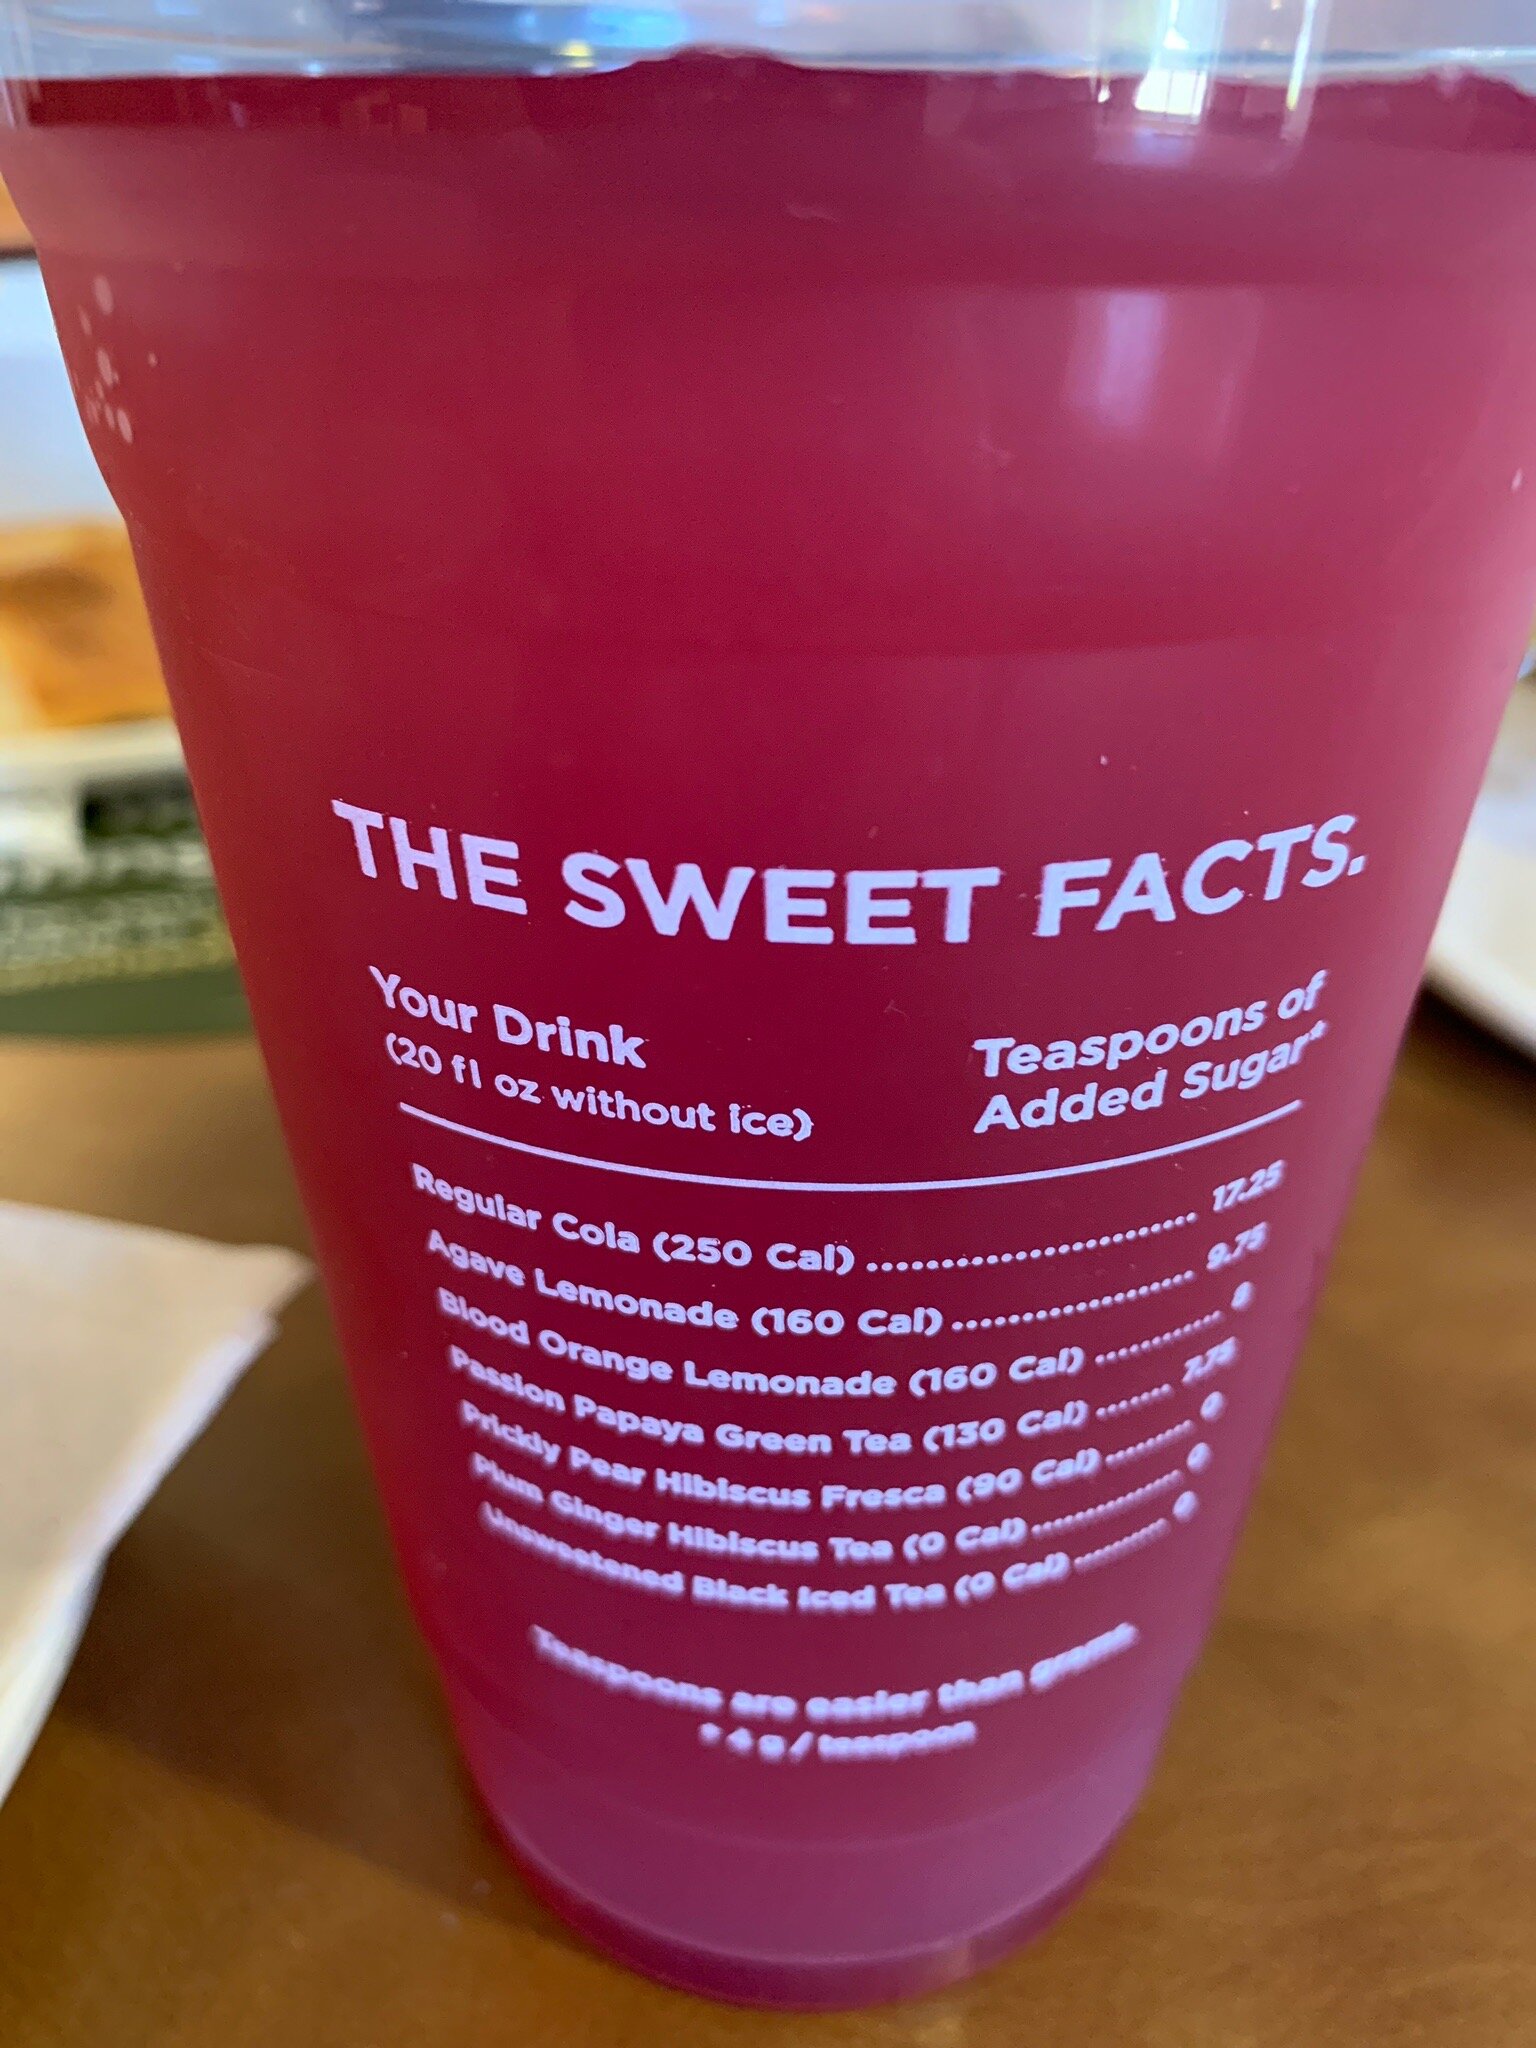 THE SWEET FACTS.
Your Drink
(20 fl oz without ice)
Teaspoons of
Added Sugar*
Regular Cola (250 Cal) 17.25
Agave Lemonade (160 Cal) 9.75
Blood Orange Lemonade (160 Cal) 8
Passion Papaya Green Tea (130 Cal) 7.75
Prickly Pear Hibiscus Fresca (90 Cal) 0
Plum Ginger Hibiscus Tea (0 Cal) 0
Unsweetened Black Iced Tea (0 Cal) 0
Teaspoons are easier than grams.
* 4 g / teaspoon